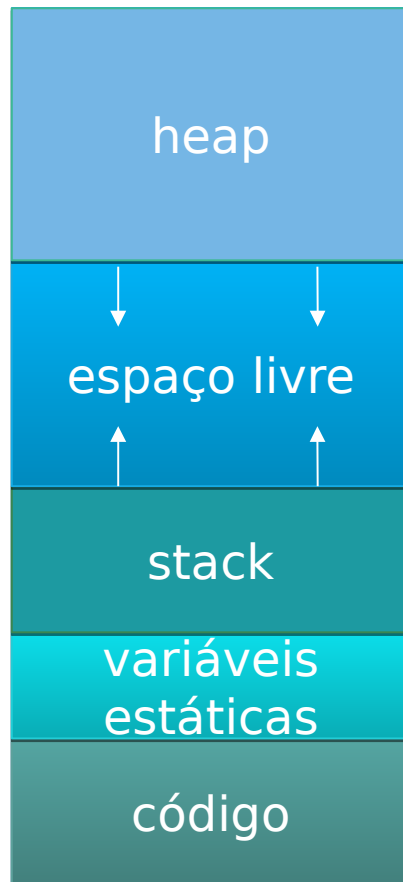 heap
espaço livre
stack
variáveis
estáticas
código